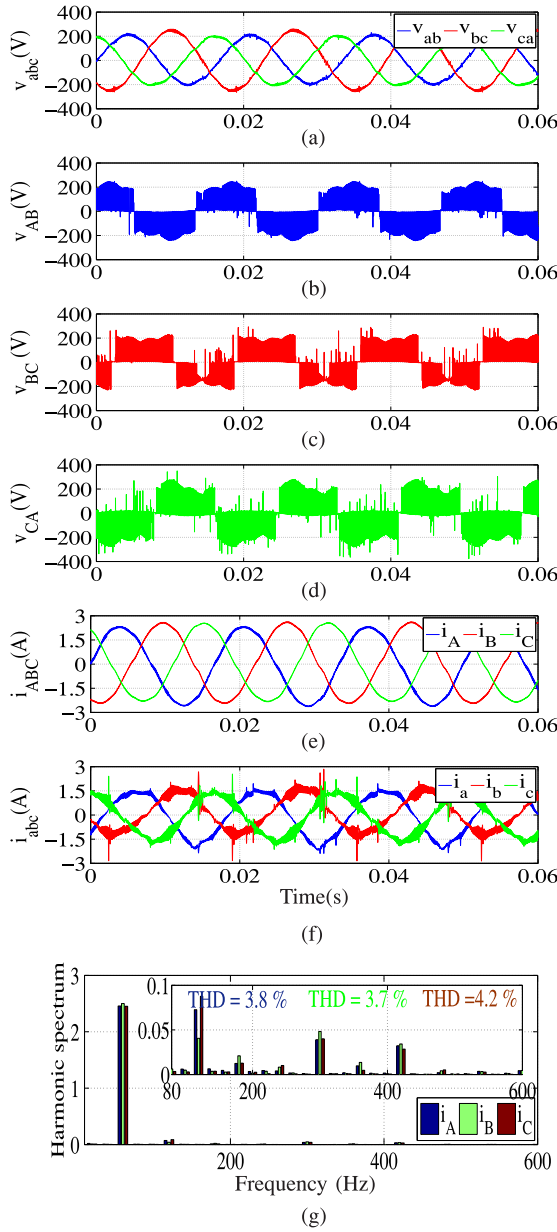 400
200
0
−200
−400
v_abc(V)
v_ab v_bc v_ca
0 0.02 0.04 0.06
(a)
400
200
0
−200
−400
v_AB(V)
0 0.02 0.04 0.06
(b)
400
200
0
−200
−400
v_BC (V)
0 0.02 0.04 0.06
(c)
400
200
0
−200
−400
v_CA(V)
0 0.02 0.04 0.06
(d)
3
1.5
0
−1.5
−3
i_ABC(A)
i_A i_B i_C
0 0.02 0.04 0.06
(e)
3
1.5
0
−1.5
−3
i_abc(A)
i_a i_b i_c
0 0.02 0.04 0.06
Time(s)
(f)
3
2
1
0
Harmonic spectrum
0.1
0.05
0
THD = 3.8 % THD = 3.7 % THD =4.2 %
80 200 400 600
i_A i_B i_C
200 400 600
Frequency (Hz)
(g)